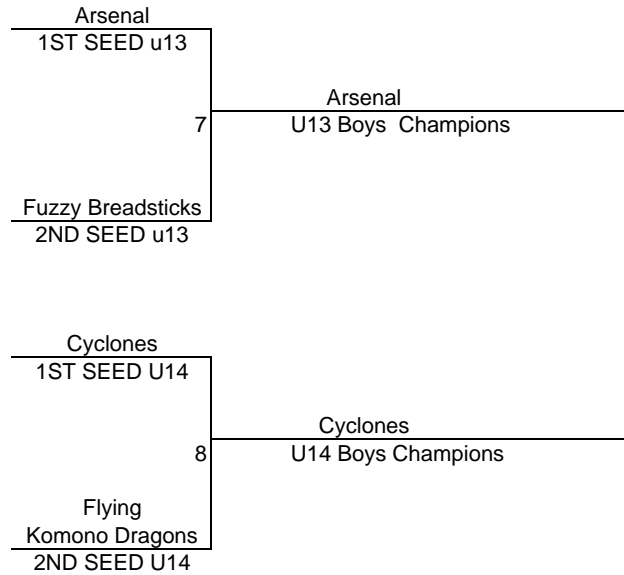 Arsenal
1ST SEED u13
Arsenal
7
U13 Boys  Champions
Fuzzy Breadsticks
2ND SEED u13
Cyclones
1ST SEED U14
Cyclones
8
U14 Boys Champions
Flying
Komono Dragons
2ND SEED U14